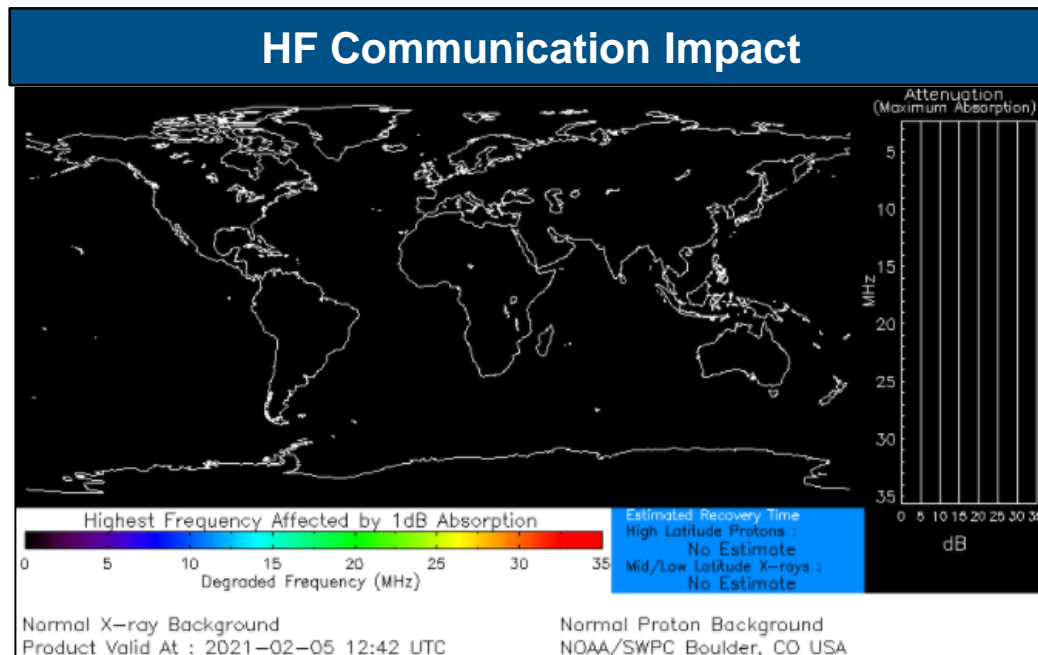 HF Communication Impact
Attenuation
(Maximum Absorption)
5
10
15
MHz
20
25
30
35
0 5 10 15 20 25 30 35
dB
Highest Frequency Affected by 1dB Absorption
0 5 10 15 20 25 30 35
Degraded Frequency (MHz)
Estimated Recovery Time
High Latitude Protons :
No Estimate
Mid/Low Latitude X-rays :
No Estimate
Normal X-ray Background
Product Valid At : 2021-02-05 12:42 UTC
Normal Proton Background
NOAA/SWPC Boulder, CO USA